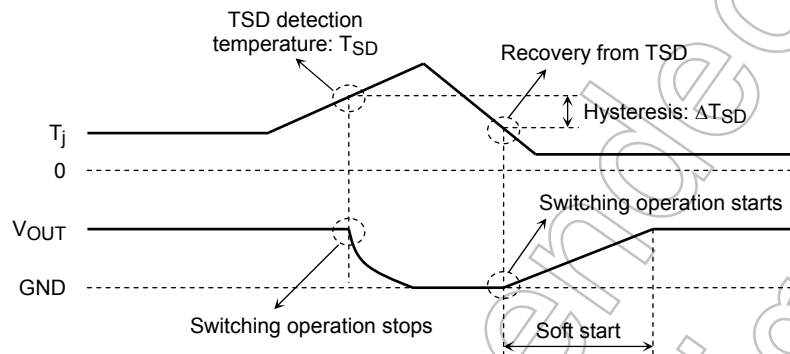 TSD detection
temperature: TSD
Recovery from TSD
Hysteresis: ΔTSD
Tj
0
Switching operation starts
VOUT
GND
Switching operation stops
Soft start